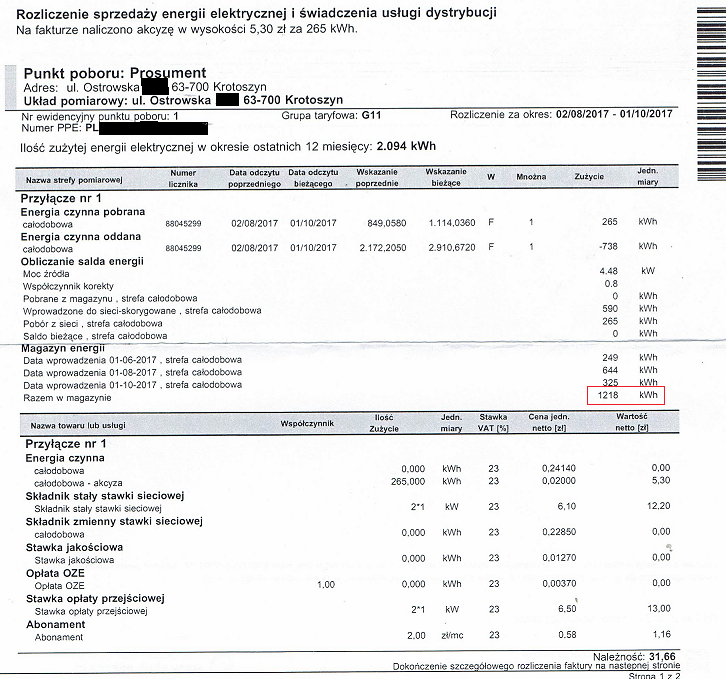 Rozliczenie sprzedaży energii elektrycznej i świadczenia usługi dystrybucji
Na fakturze naliczono akcyzę w wysokości 5,30 zł za 265 kWh.
Punkt poboru: Prosument
Adres: ul. Ostrowska 63-700 Krotoszyn
Układ pomiarowy: ul. Ostrowska 63-700 Krotoszyn
Nr ewidencyjny punktu poboru: 1 Grupa taryfowa: G11 Rozliczenie za okres: 02/08/2017 - 01/10/2017
Numer PPE: PL
Ilość zużytej energii elektrycznej w okresie ostatnich 12 miesięcy: 2.094 kWh
Nazwa strefy pomiarowej Numer licznika Data odczytu poprzedniego Data odczytu bieżącego Wskazanie poprzednie Wskazanie bieżące W Mnożna Zużycie Jedn. miary
Przyłącze nr 1
Energia czynna pobrana
całodobowa 88045299 02/08/2017 01/10/2017 849,0580 1.114,0360 F 1 265 kWh
Energia czynna oddana
całodobowa 88045299 02/08/2017 01/10/2017 2.172,2050 2.910,6720 F 1 -738 kWh
Obliczanie salda energii
Moc źródła 4.48 kW
Współczynnik korekty 0.8
Pobrane z magazynu , strefa całodobowa 0 kWh
Wprowadzone do sieci-skorygowane , strefa całodobowa 590 kWh
Pobór z sieci , strefa całodobowa 265 kWh
Saldo bieżące , strefa całodobowa 0 kWh
Magazyn energii
Data wprowadzenia 01-06-2017 , strefa całodobowa 249 kWh
Data wprowadzenia 01-08-2017 , strefa całodobowa 644 kWh
Data wprowadzenia 01-10-2017 , strefa całodobowa 325 kWh
Razem w magazynie 1218 kWh
Nazwa towaru lub usługi Współczynnik Ilość Zużycie Jedn. miary Stawka VAT [%] Cena jedn. netto [zł] Wartość netto [zł]
Przyłącze nr 1
Energia czynna
całodobowa 0,000 kWh 23 0,24140 0,00
całodobowa - akcyza 265,000 kWh 23 0,02000 5,30
Składnik stały stawki sieciowej
Składnik stały stawki sieciowej 2*1 kW 23 6,10 12,20
Składnik zmienny stawki sieciowej
całodobowa 0,000 kWh 23 0,22850 0,00
Stawka jakościowa
Stawka jakościowa 0,000 kWh 23 0,01270 0,00
Opłata OZE
Opłata OZE 1,00 0,000 kWh 23 0,00370 0,00
Stawka opłaty przejściowej
Stawka opłaty przejściowej 2*1 kW 23 6,50 13,00
Abonament
Abonament 2,00 zł/mc 23 0.58 1,16
Należność: 31,66
Dokończenie szczegółowego rozliczenia faktury na następnej stronie
Strona 1 z 2